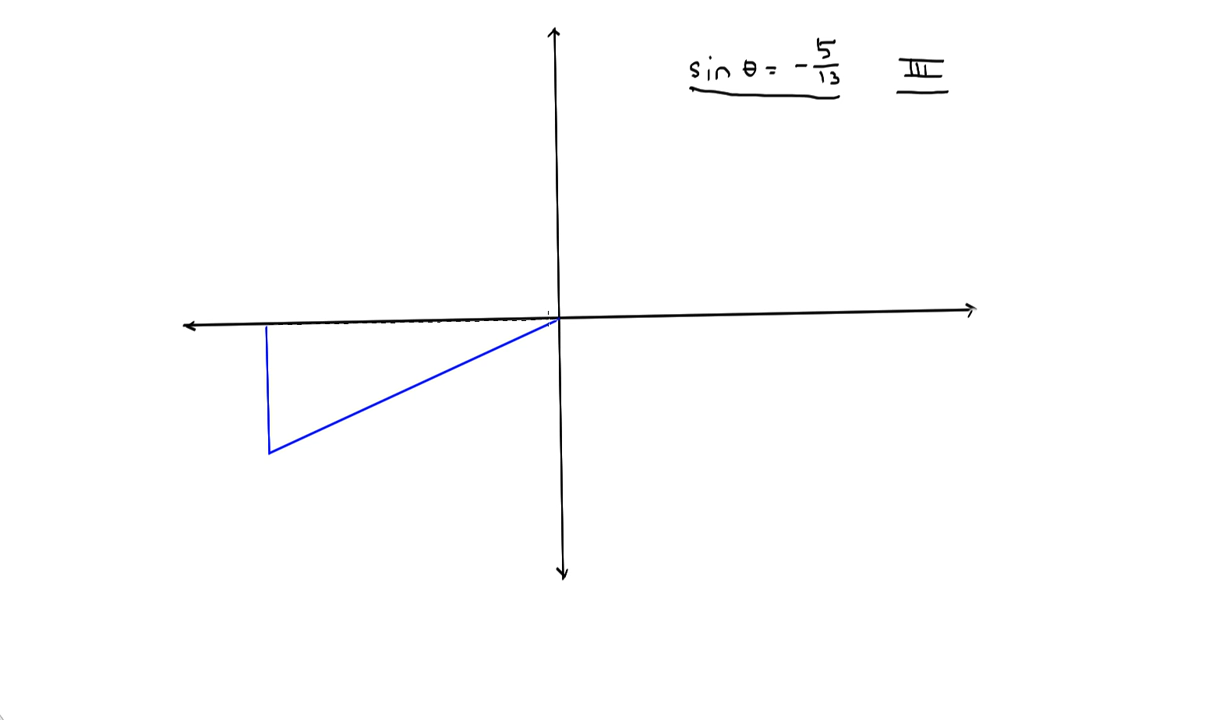 sin θ = -5/13 III